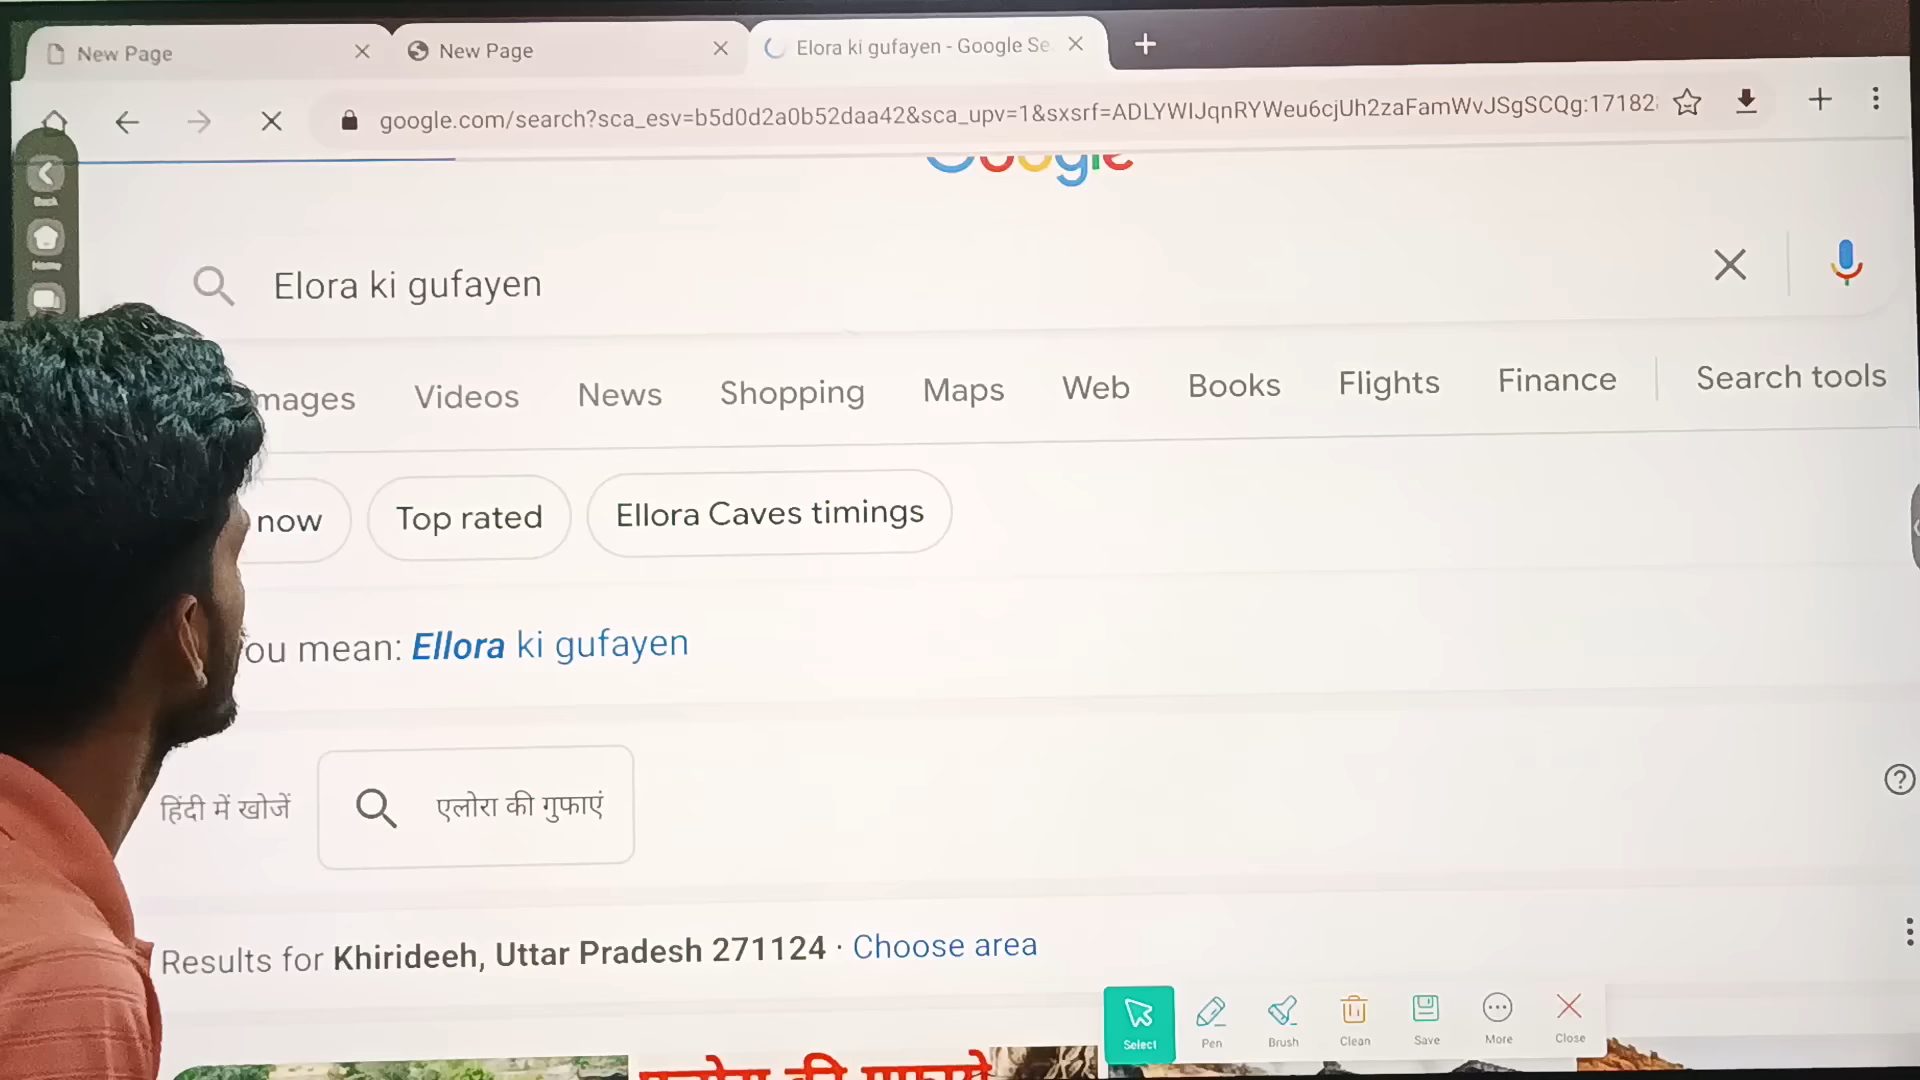 New Page
New Page
Elora ki gufayen - Google Se
google.com/search?sca_esv=b5d0d2a0b52daa42&sca_upv=1&sxsrf=ADLYWIJqnRYWeu6cjUh2zaFamWvJSgSCQg:17182
Google
Elora ki gufayen
mages Videos News Shopping Maps Web Books Flights Finance Search tools
now Top rated Ellora Caves timings
ou mean: Ellora ki gufayen
हिंदी में खोजें एलोरा की गुफाएं
Results for Khirideeh, Uttar Pradesh 271124 · Choose area
Select Pen Brush Clean Save More Close